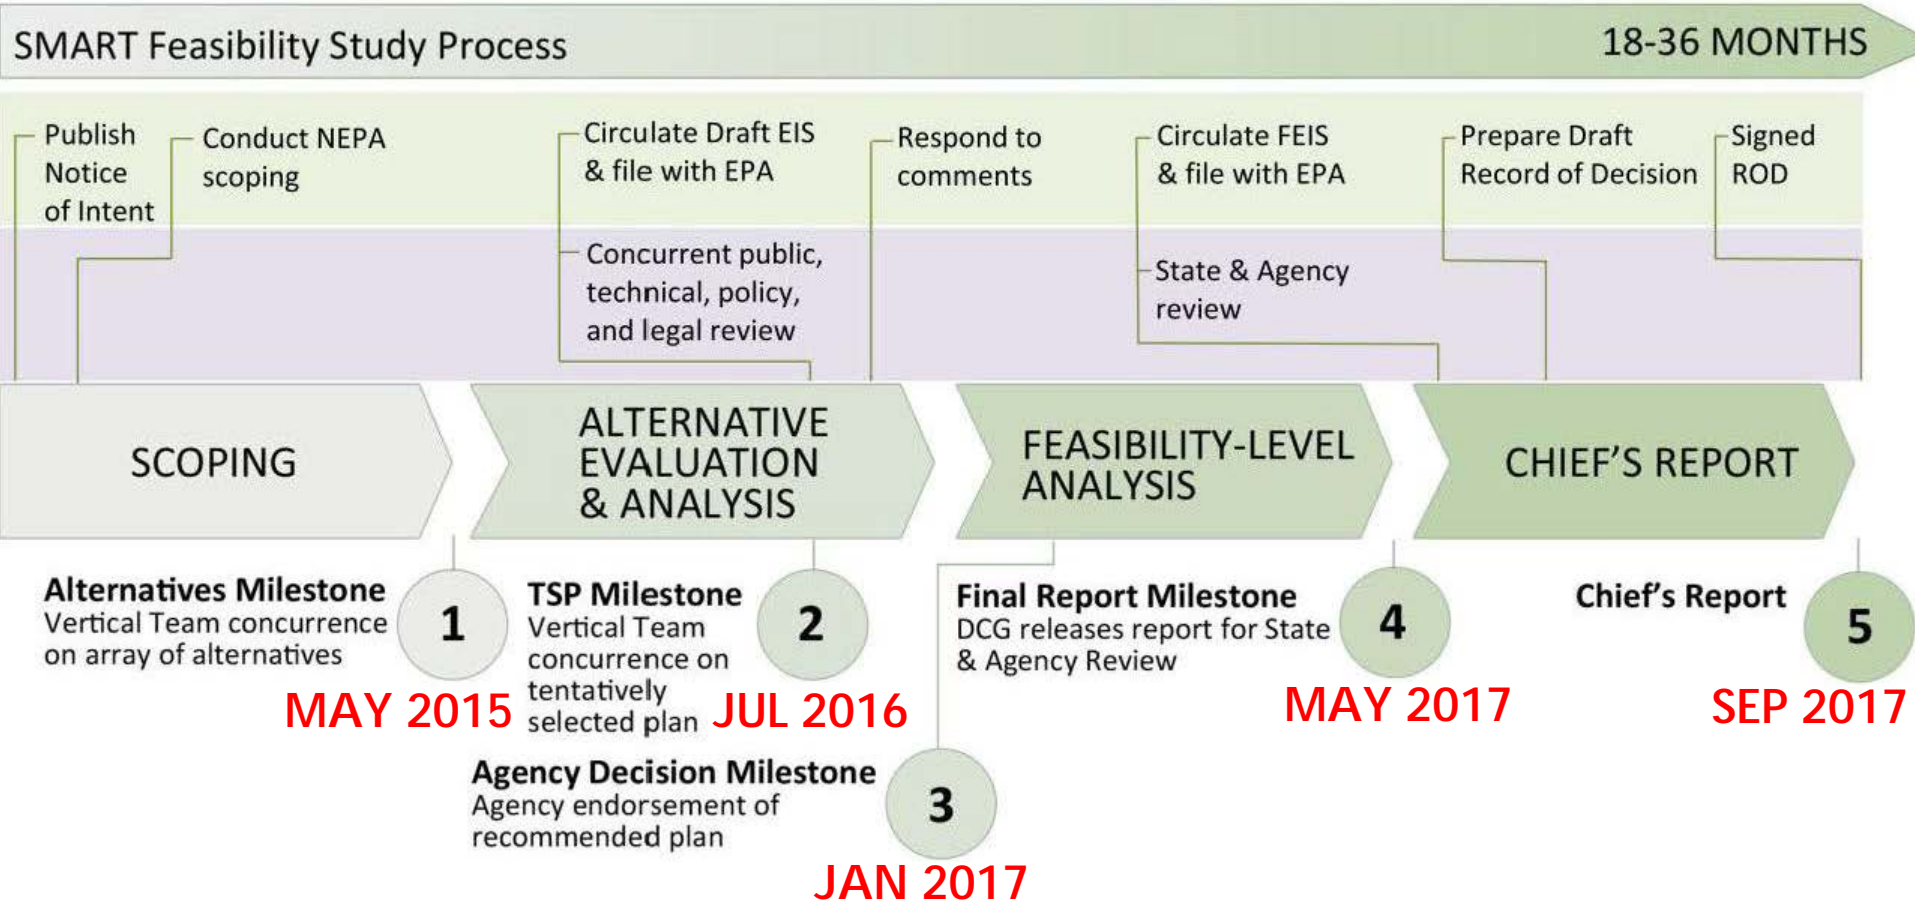 SMART Feasibility Study Process
18-36 MONTHS
Publish
Notice
of Intent
Conduct NEPA
scoping
Circulate Draft EIS
& file with EPA
Concurrent public,
technical, policy,
and legal review
Respond to
comments
Circulate FEIS
& file with EPA
State & Agency
review
Prepare Draft
Record of Decision
Signed
ROD
SCOPING
ALTERNATIVE
EVALUATION
& ANALYSIS
FEASIBILITY-LEVEL
ANALYSIS
CHIEF'S REPORT
Alternatives Milestone
Vertical Team concurrence
on array of alternatives
1
MAY 2015
TSP Milestone
Vertical Team
concurrence on
tentatively
selected plan
2
JUL 2016
Agency Decision Milestone
Agency endorsement of
recommended plan
3
JAN 2017
Final Report Milestone
DCG releases report for State
& Agency Review
4
MAY 2017
Chief's Report
5
SEP 2017